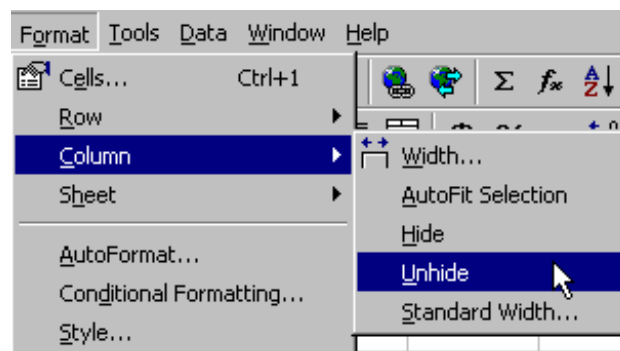 Format Tools Data Window Help
Cells... Ctrl+1
Row
Column
Sheet
AutoFormat...
Conditional Formatting...
Style...
Width...
AutoFit Selection
Hide
Unhide
Standard Width...
Σ fx A Z